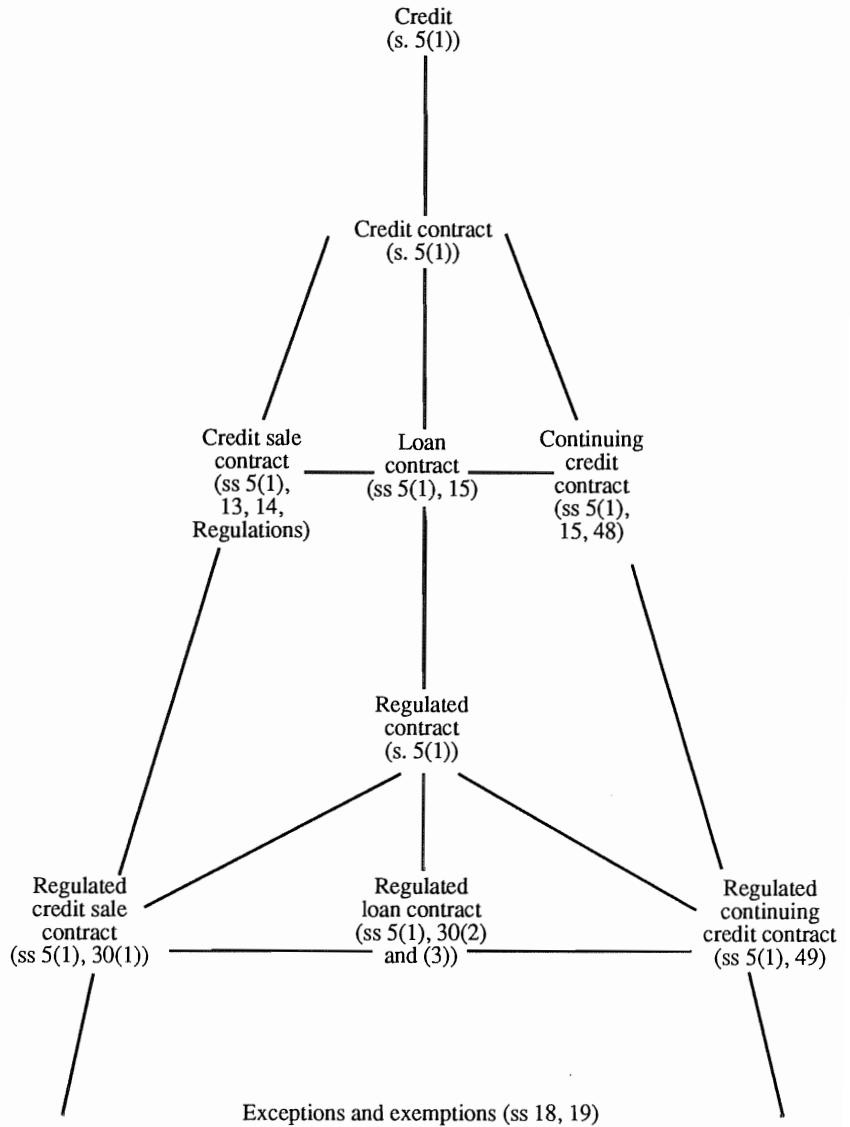 Credit
(s. 5(1))
Credit contract
(s. 5(1))
Credit sale
contract
(ss 5(1),
13, 14,
Regulations)
Loan
contract
(ss 5(1), 15)
Continuing
credit
contract
(ss 5(1),
15, 48)
Regulated
contract
(s. 5(1))
Regulated
credit sale
contract
(ss 5(1), 30(1))
Regulated
loan contract
(ss 5(1), 30(2)
and (3))
Regulated
continuing
credit contract
(ss 5(1), 49)
Exceptions and exemptions (ss 18, 19)